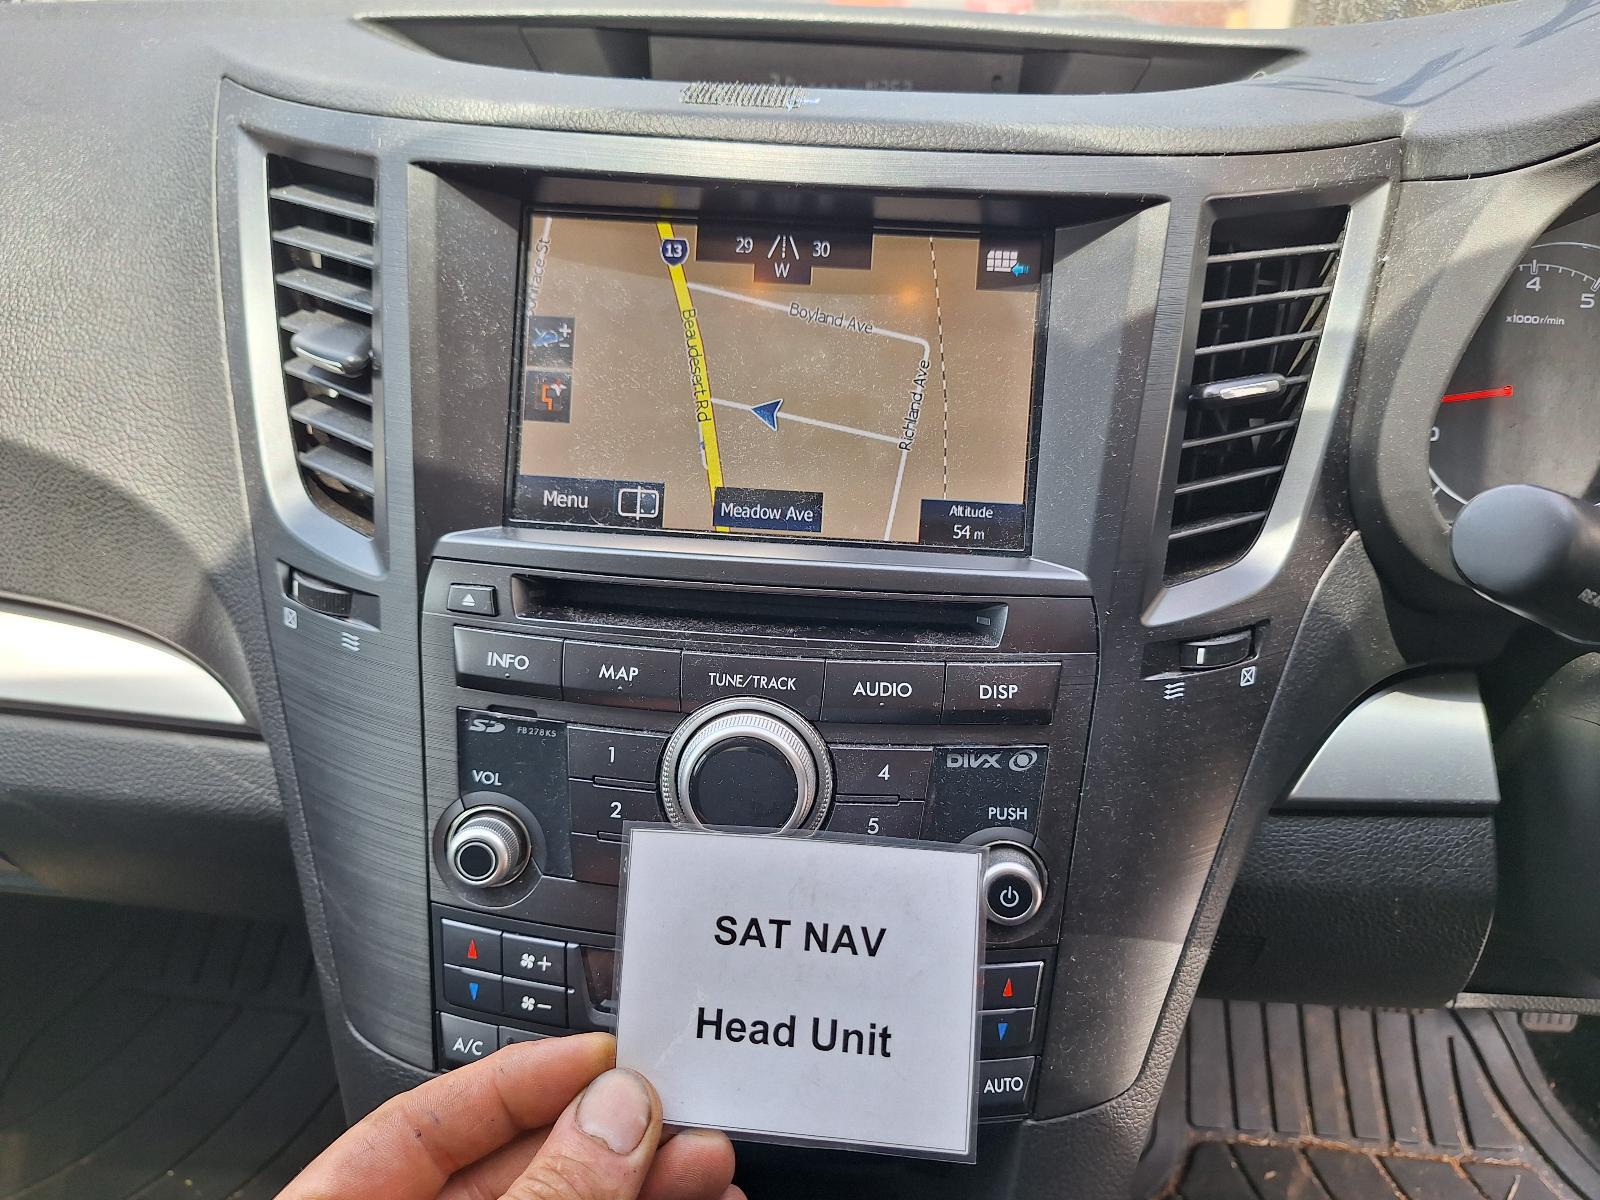 13
29
30
W
Boyland Ave
Beaudesert Rd
Richland Ave
Menu
Meadow Ave
Altitude
54 m
4
5
x1000r/min
0
INFO
MAP
TUNE/TRACK
AUDIO
DISP
SD
FB278KS
VOL
1
2
4
5
DIVX
PUSH
A/C
AUTO
SAT NAV
Head Unit